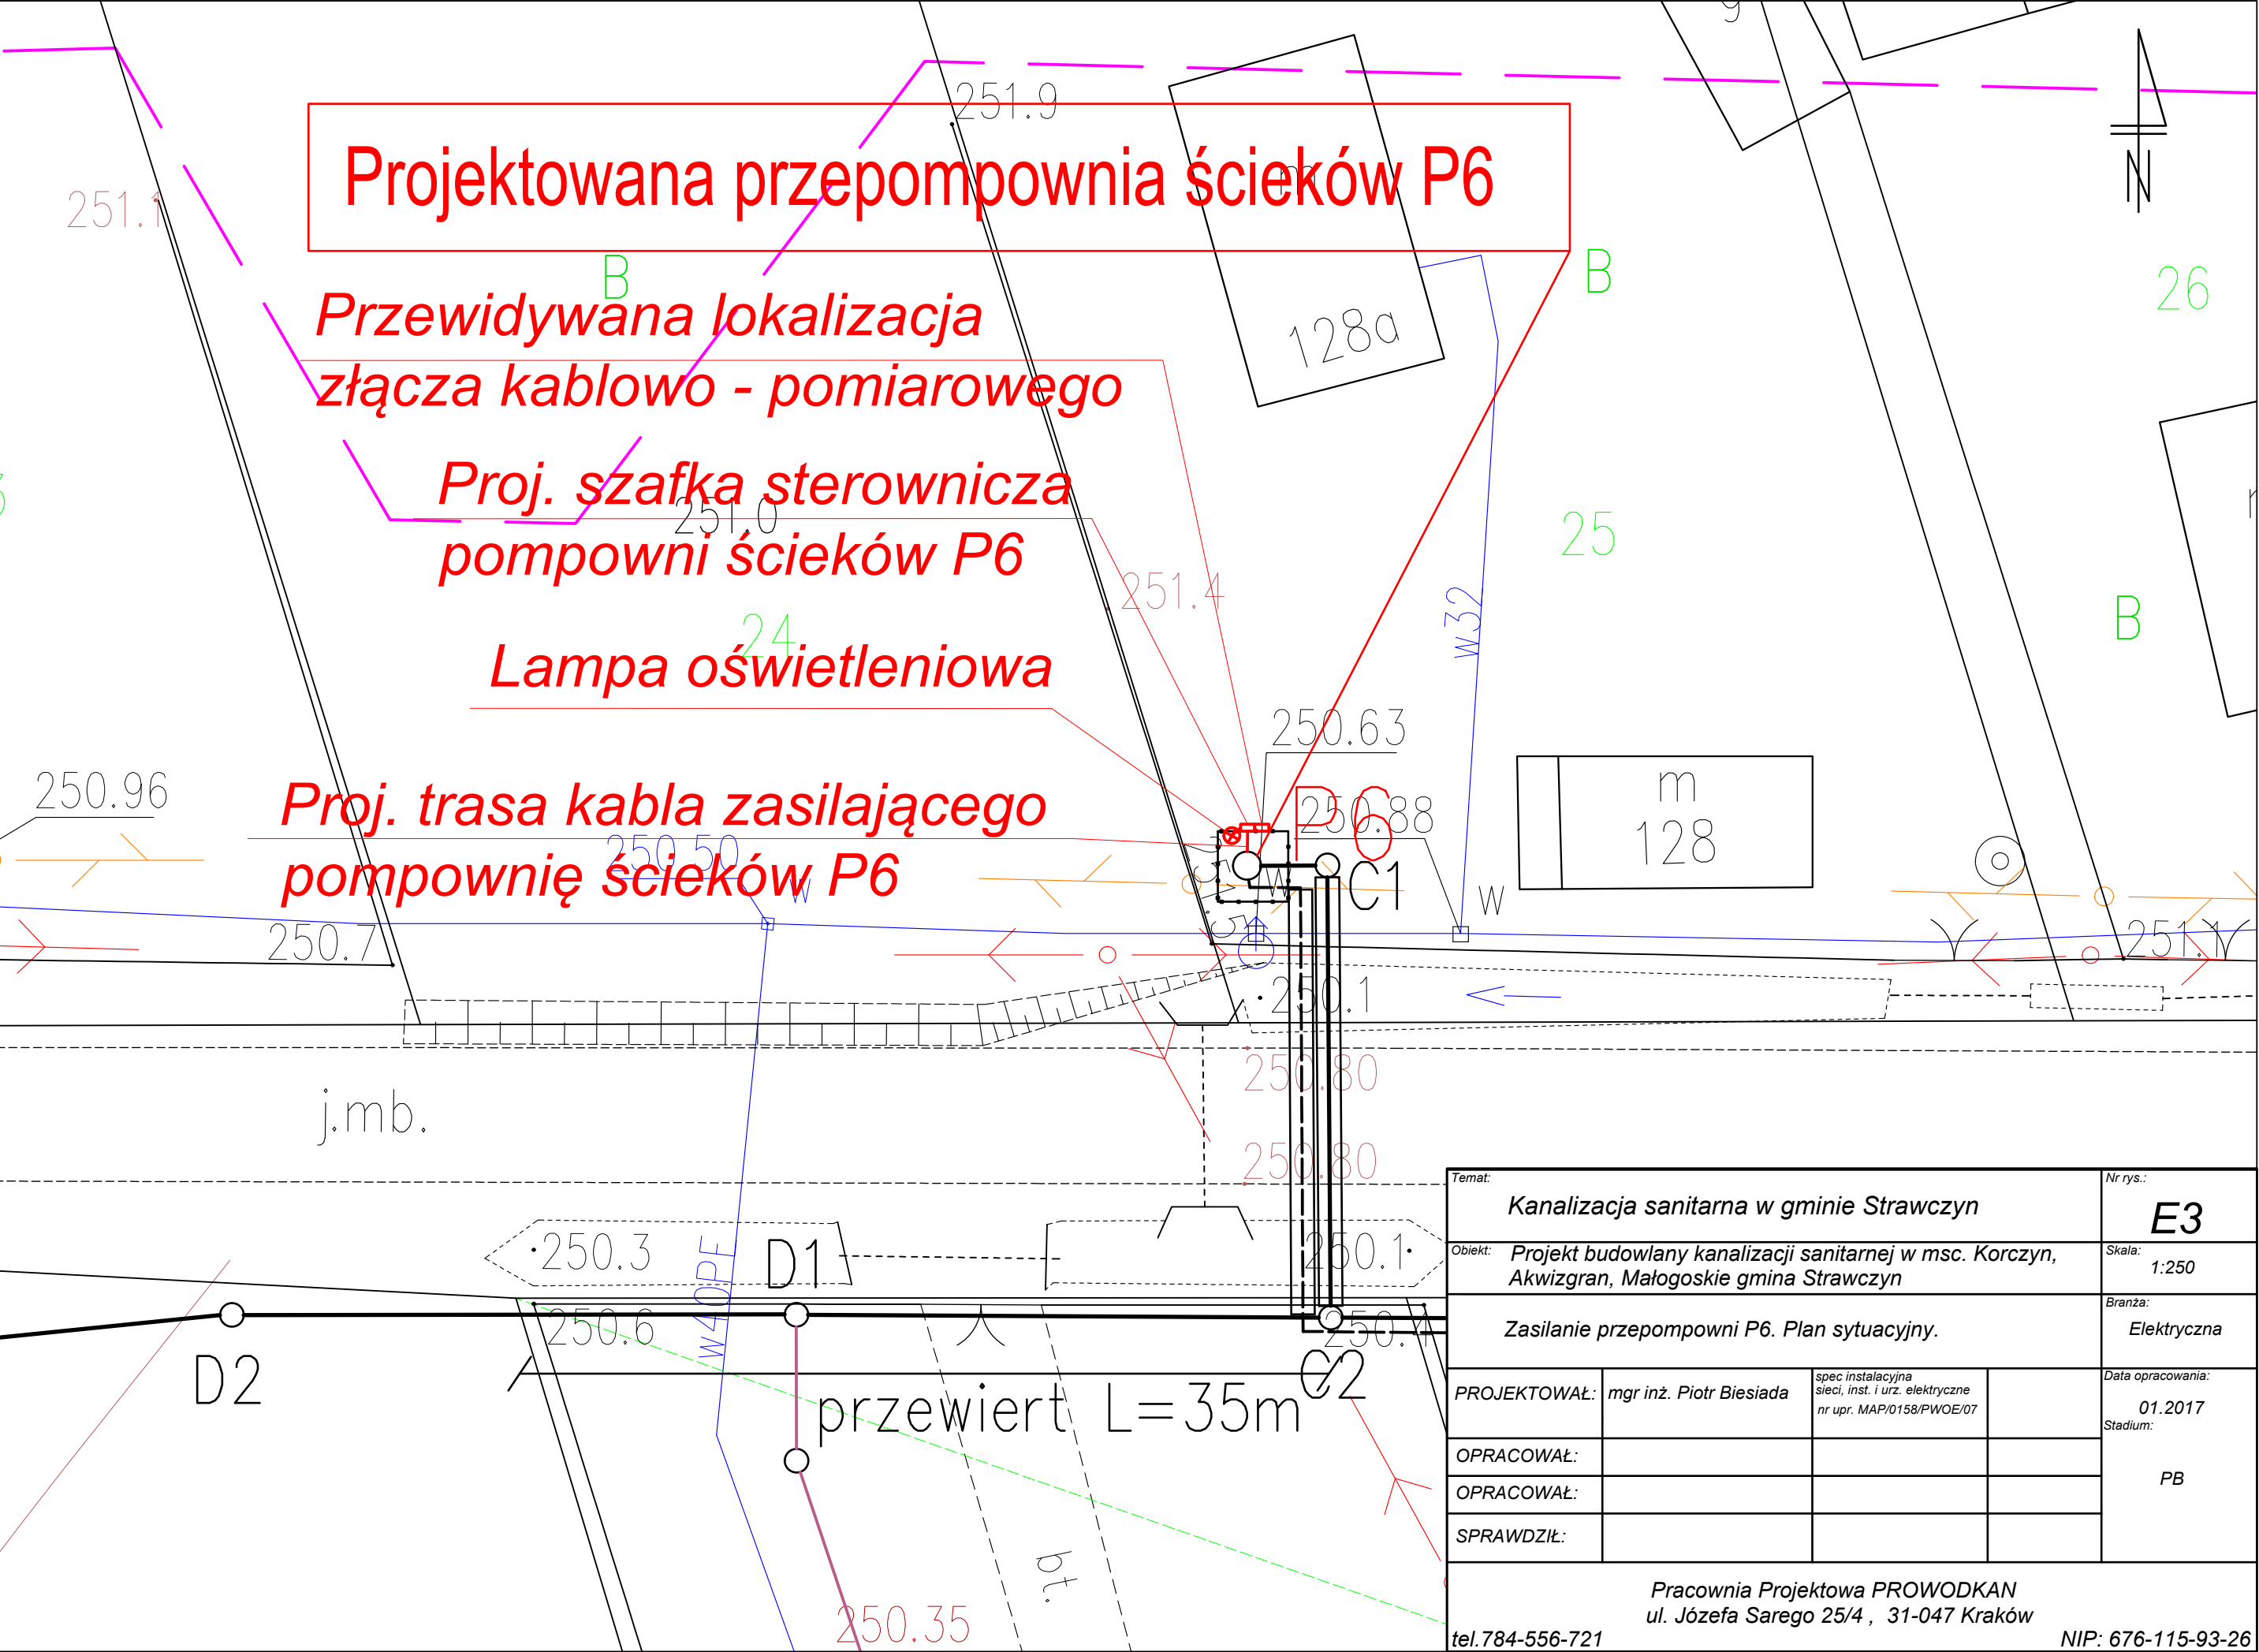 251.9
Projektowana przepompownia ścieków P6
m
N
251.1
B
B
26
Przewidywana lokalizacja
złącza kablowo - pomiarowego
128a
Proj. szafka sterownicza
251.0
pompowni ścieków P6
25
251.4
w32
B
24
Lampa oświetleniowa
250.63
250.96
Proj. trasa kabla zasilającego
250.50
pompownię ścieków P6
W
P6
250.88
m
128
C1
W
W
250.7
251.1
250.1
250.80
j.mb.
250.80
250.3
D1
250.1
w40PE
250.6
D2
C2
przewiert L=35m
bt.
250.35
Temat:
Kanalizacja sanitarna w gminie Strawczyn
Nr rys.:
E3
Obiekt: Projekt budowlany kanalizacji sanitarnej w msc. Korczyn,
Akwizgran, Małogoskie gmina Strawczyn
Skala:
1:250
Zasilanie przepompowni P6. Plan sytuacyjny.
Branża:
Elektryczna
PROJEKTOWAŁ: mgr inż. Piotr Biesiada
spec instalacyjna
sieci, inst. i urz. elektryczne
nr upr. MAP/0158/PWOE/07
Data opracowania:
01.2017
Stadium:
PB
OPRACOWAŁ:
OPRACOWAŁ:
SPRAWDZIŁ:
Pracownia Projektowa PROWODKAN
ul. Józefa Sarego 25/4 , 31-047 Kraków
tel.784-556-721
NIP: 676-115-93-26